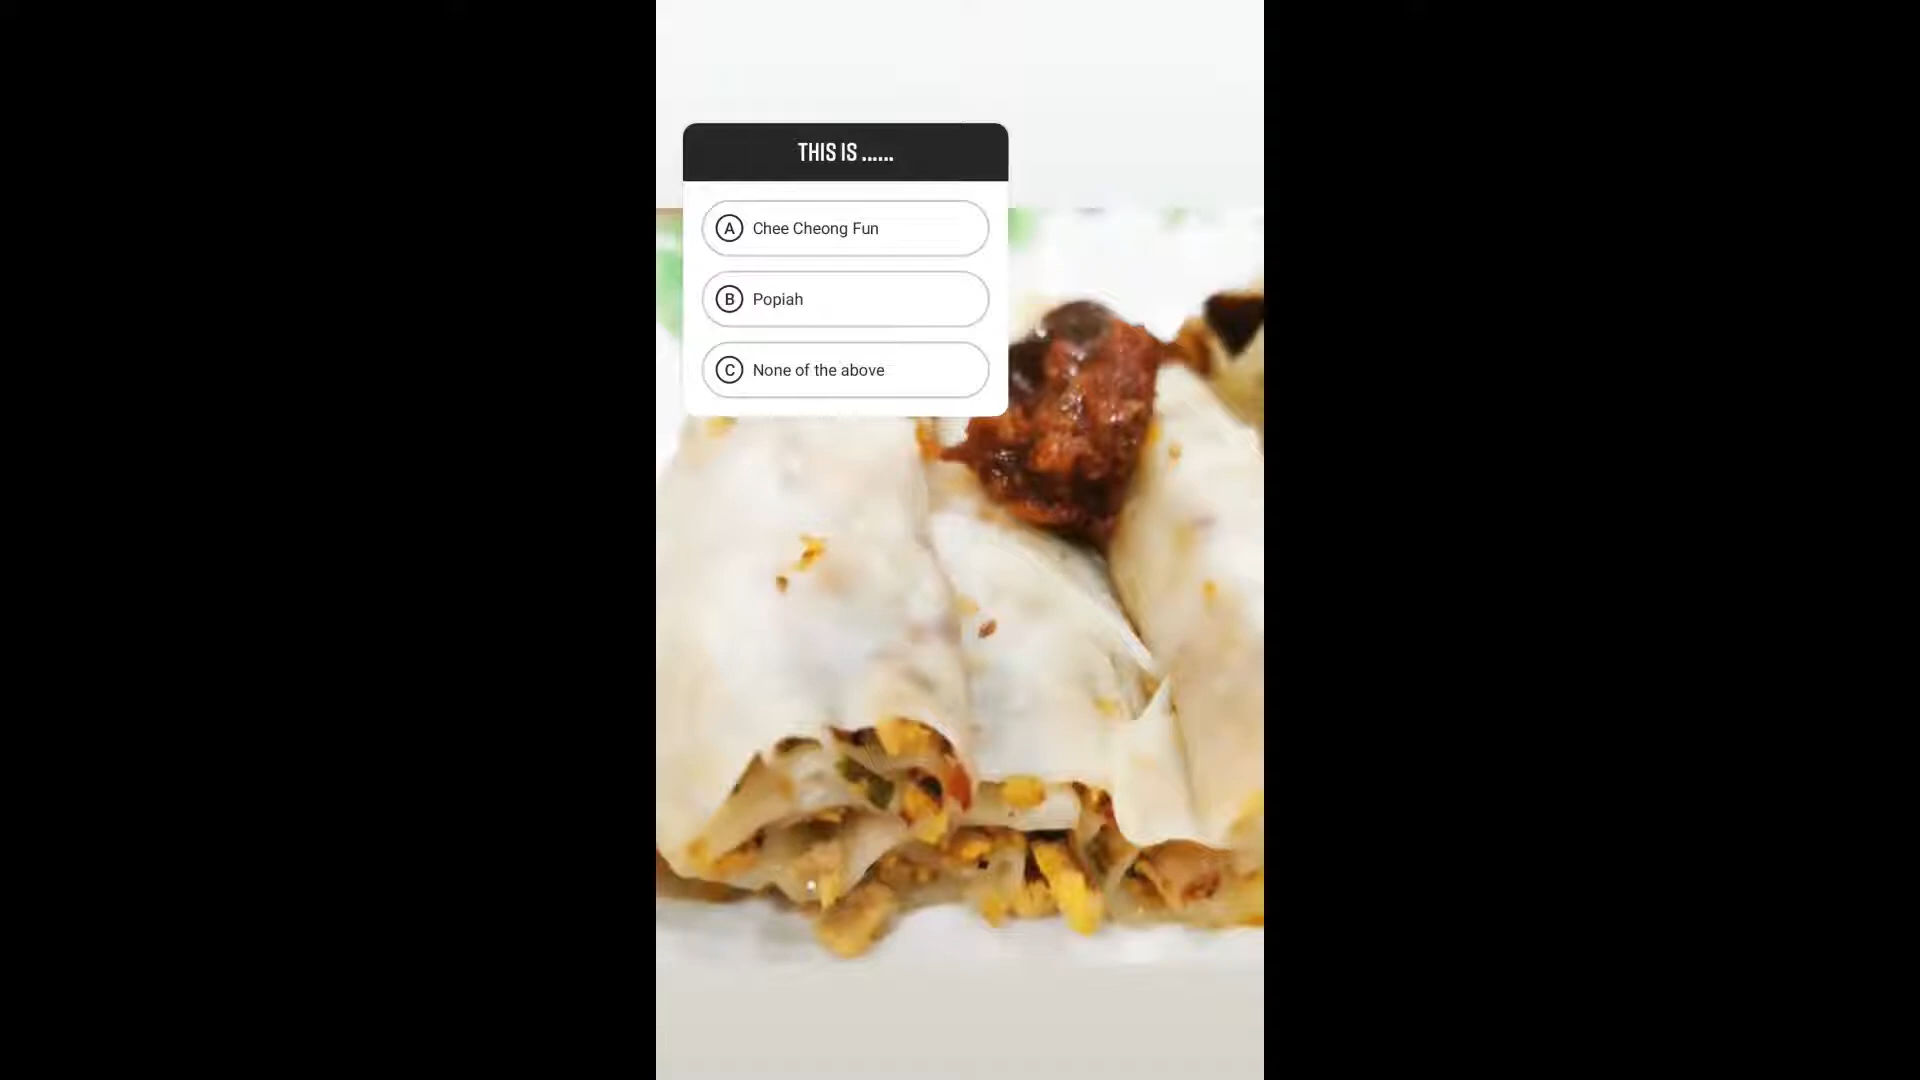 THIS IS ......
A Chee Cheong Fun
B Popiah
C None of the above